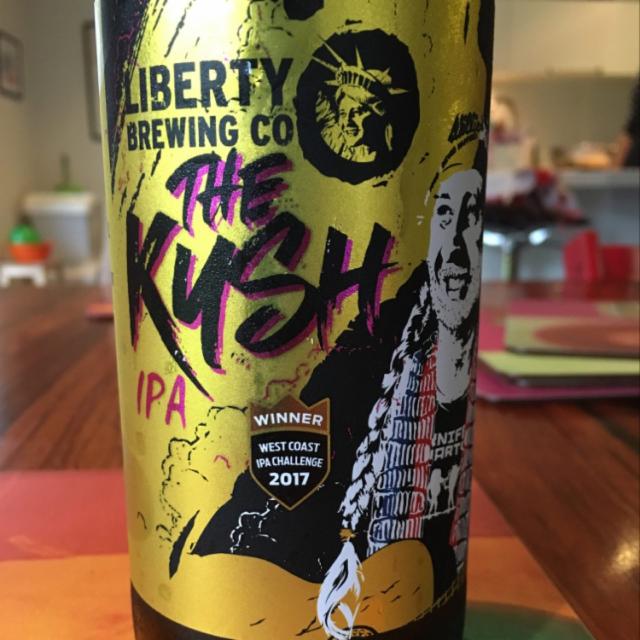 LIBERTY
BREWING CO
THE
KUSH
IPA
WINNER
WEST COAST
IPA CHALLENGE
2017